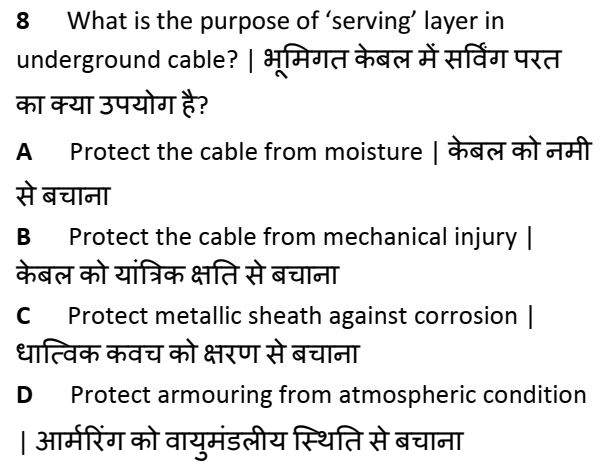 8 What is the purpose of ‘serving’ layer in
underground cable? | भूमिगत केबल में सर्विंग परत
का क्या उपयोग है?
A Protect the cable from moisture | केबल को नमी
से बचाना
B Protect the cable from mechanical injury |
केबल को यांत्रिक क्षति से बचाना
C Protect metallic sheath against corrosion |
धात्विक कवच को क्षरण से बचाना
D Protect armouring from atmospheric condition
| आर्मरिंग को वायुमंडलीय स्थिति से बचाना